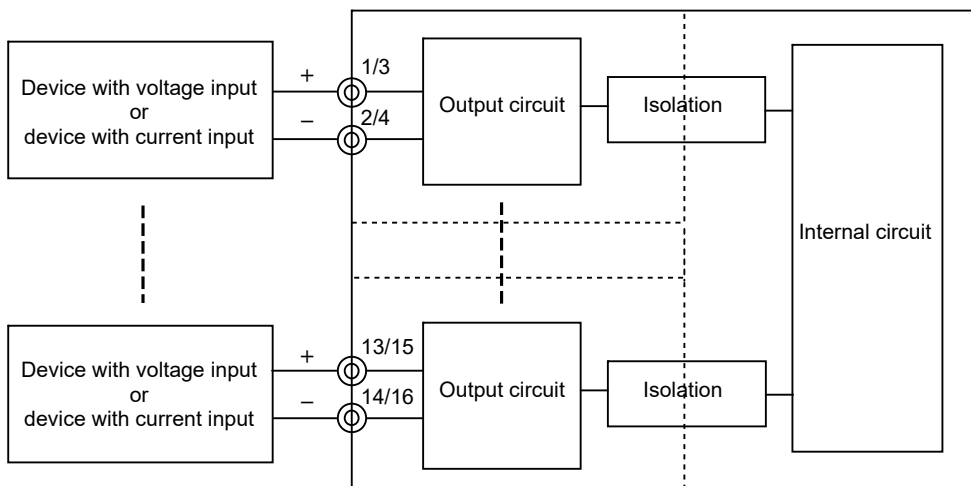 Device with voltage input
or
device with current input
+
−
1/3
2/4
Output circuit
Isolation
Internal circuit
Device with voltage input
or
device with current input
+
−
13/15
14/16
Output circuit
Isolation